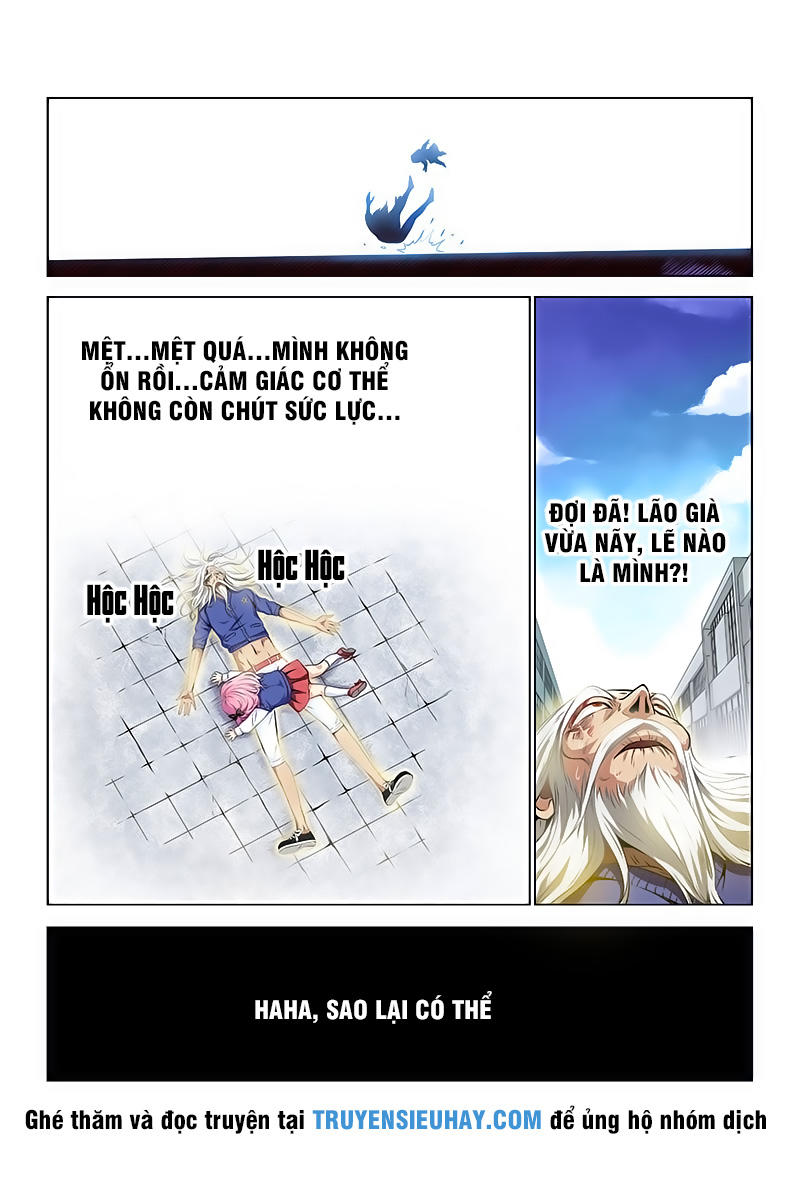 MỆT...MỆT QUÁ...MÌNH KHÔNG
ỔN RỒI...CẢM GIÁC CƠ THỂ
KHÔNG CÒN CHÚT SỨC LỰC...
HỘC HỘC
HỘC HỘC
ĐỢI ĐÃ! LÃO GIÀ
VỪA NÃY, LẼ NÀO
LÀ MÌNH?!
HAHA, SAO LẠI CÓ THỂ
Ghé thăm và đọc truyện tại TRUYENSIEUHAY.COM để ủng hộ nhóm dịch